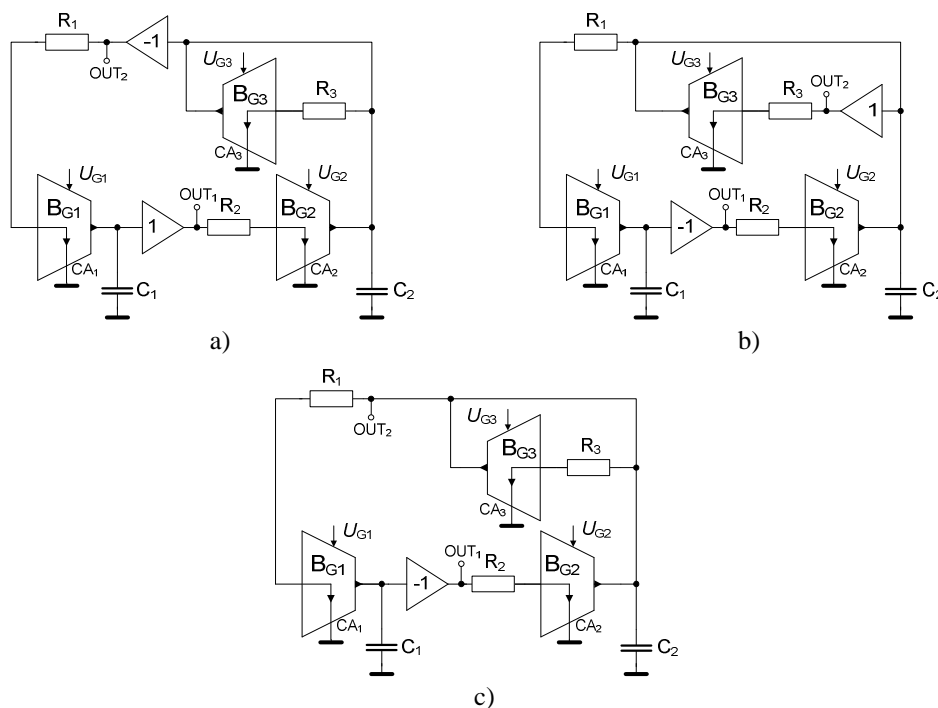 R1
-1
OUT2
UG3
BG3
R3
CA3
UG1
BG1
CA1
C1
1
OUT1
R2
UG2
BG2
CA2
C2
a)
R1
UG3
BG3
R3
OUT2
1
CA3
UG1
BG1
CA1
C1
-1
OUT1
R2
UG2
BG2
CA2
C2
b)
R1
OUT2
UG3
BG3
R3
CA3
UG1
BG1
CA1
C1
-1
OUT1
R2
UG2
BG2
CA2
C2
c)